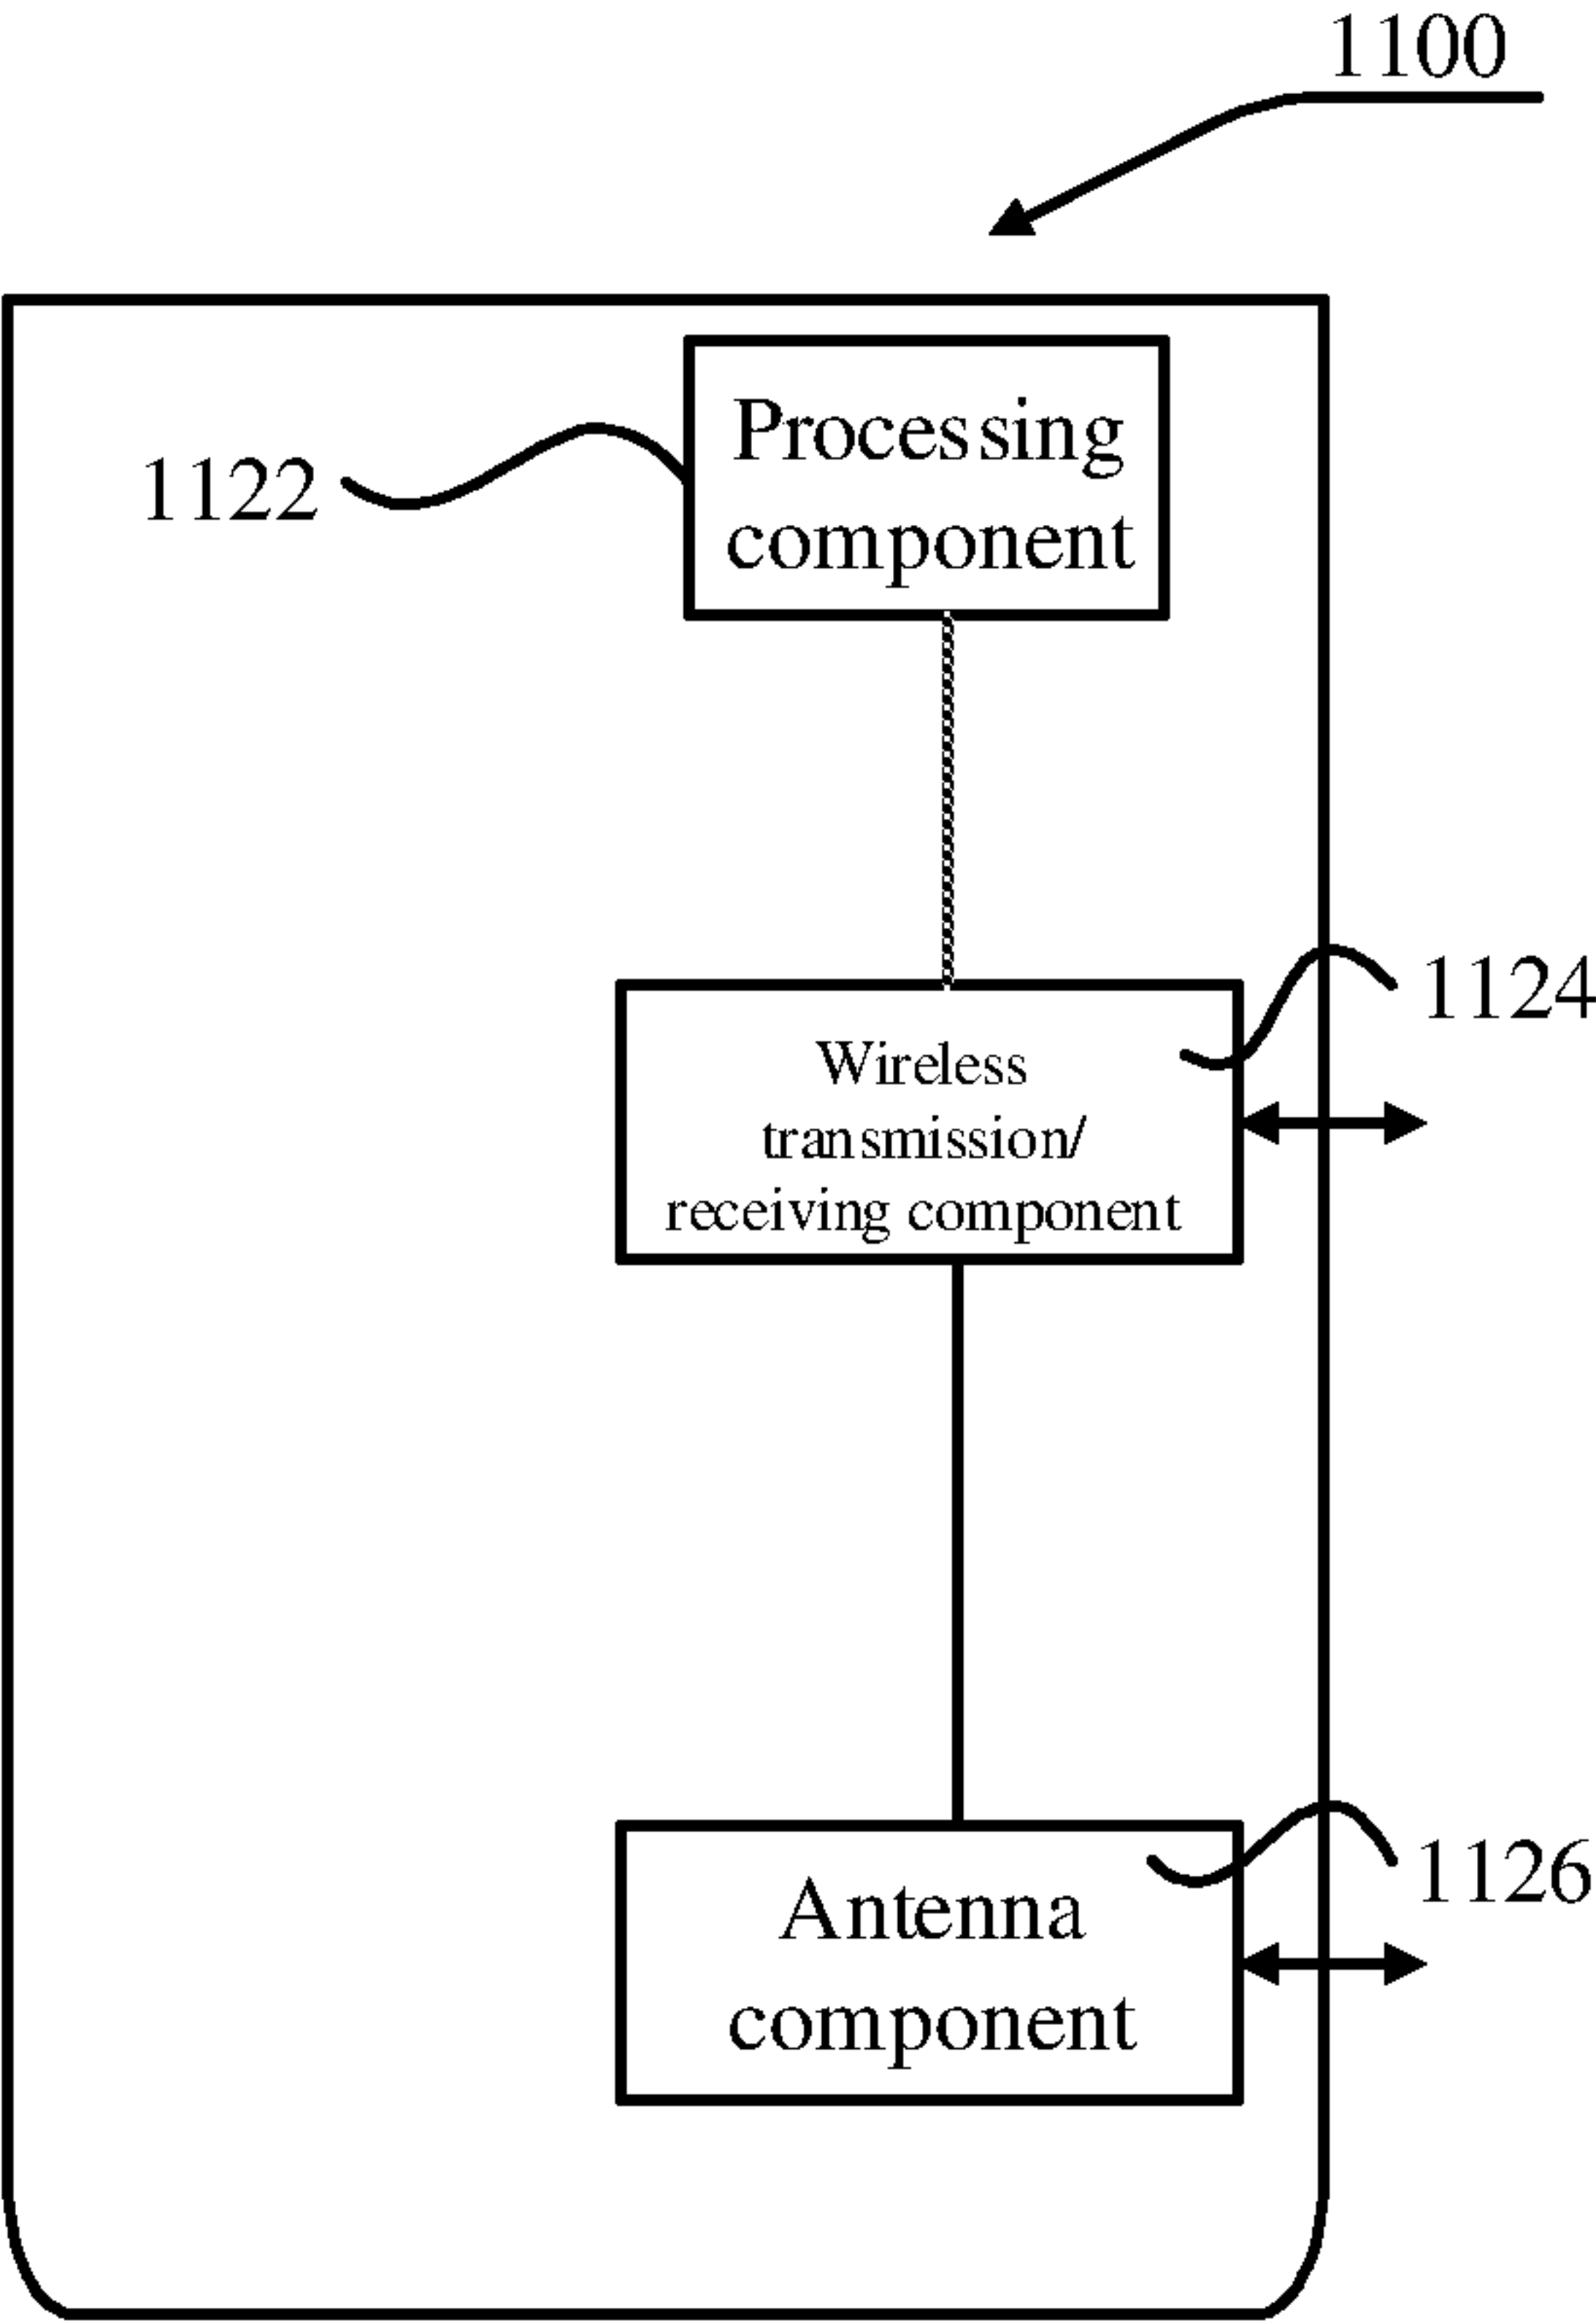 1100
Processing
component
1122
1124
Wireless
transmission/
receiving component
1126
Antenna
component